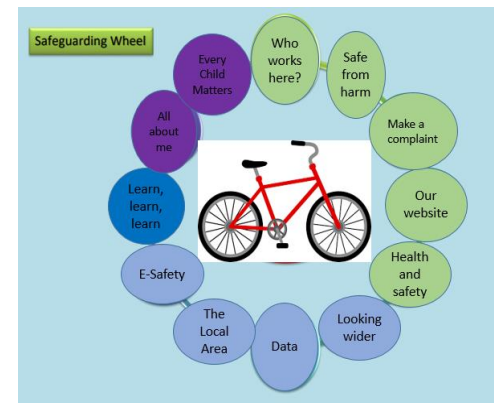 Safeguarding Wheel
Who
works
here?
Safe
from
harm
Make a
complaint
Our
website
Health
and
safety
Looking
wider
Data
The
Local
Area
E-Safety
Learn,
learn,
learn
All
about
me
Every
Child
Matters